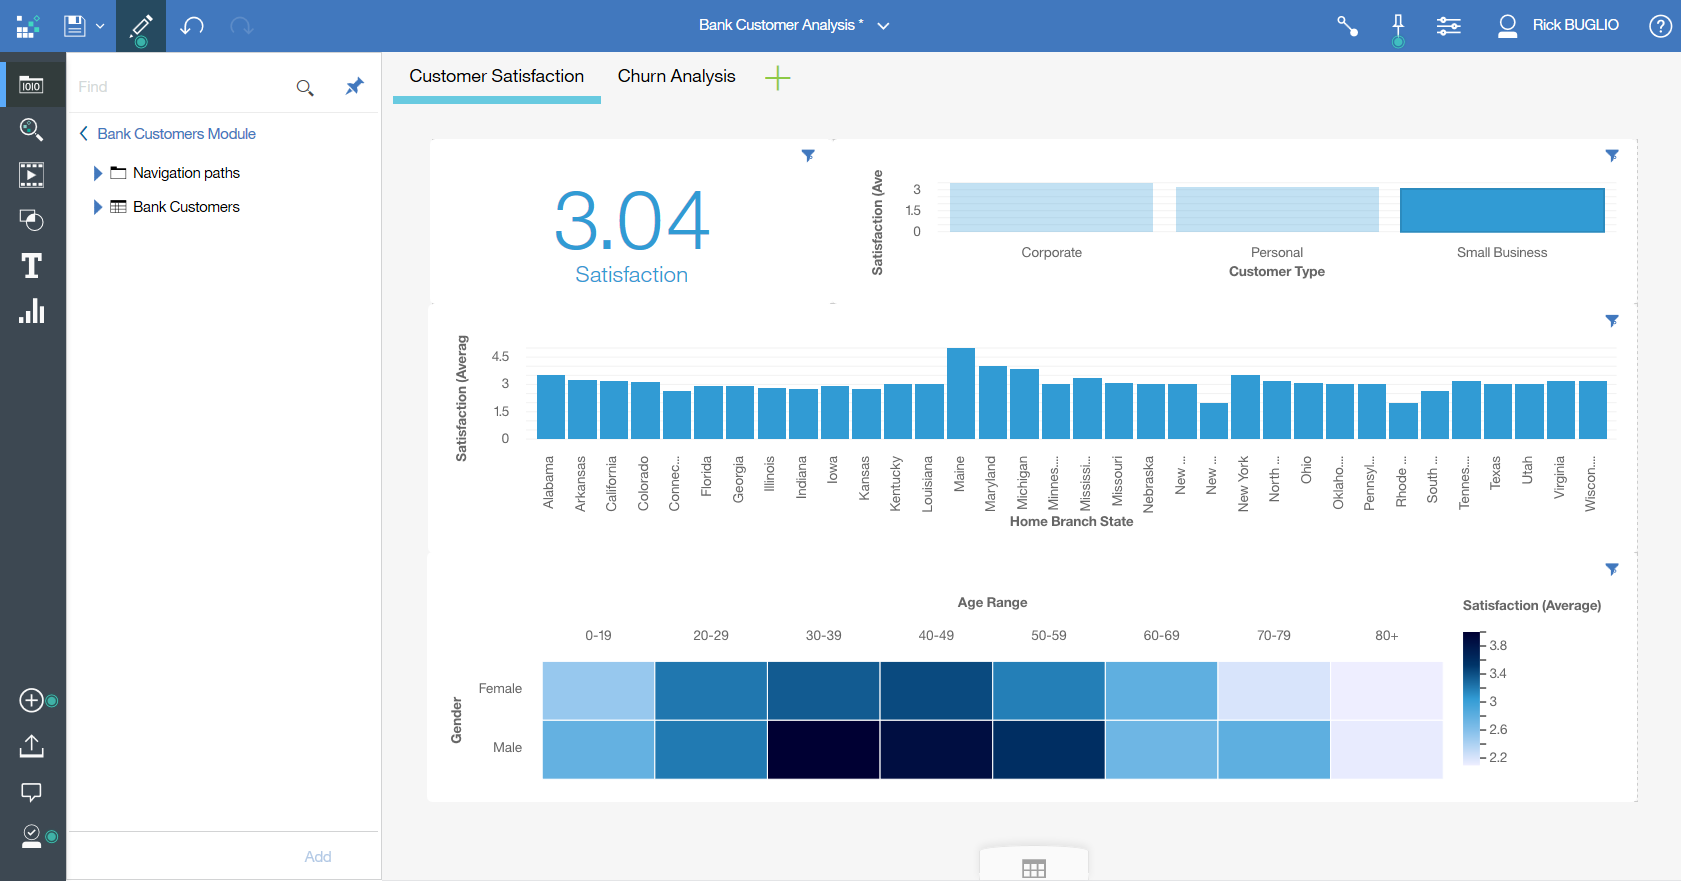 Bank Customer Analysis *
Rick BUGLIO
Find
Bank Customers Module
Navigation paths
Bank Customers
Add
Customer Satisfaction
Churn Analysis
3.04
Satisfaction
Satisfaction (Ave
3
1.5
0
Corporate
Personal
Small Business
Customer Type
Satisfaction (Averag
4.5
3
1.5
0
Alabama
Arkansas
California
Colorado
Connec...
Florida
Georgia
Illinois
Indiana
Iowa
Kansas
Kentucky
Louisiana
Maine
Maryland
Michigan
Minnes...
Mississi...
Missouri
Nebraska
New ...
New ...
New York
North ...
Ohio
Oklaho...
Pennsyl...
Rhode ...
South ...
Tennes...
Texas
Utah
Virginia
Wiscon...
Home Branch State
Age Range
0-19
20-29
30-39
40-49
50-59
60-69
70-79
80+
Gender
Female
Male
Satisfaction (Average)
3.8
3.4
3
2.6
2.2